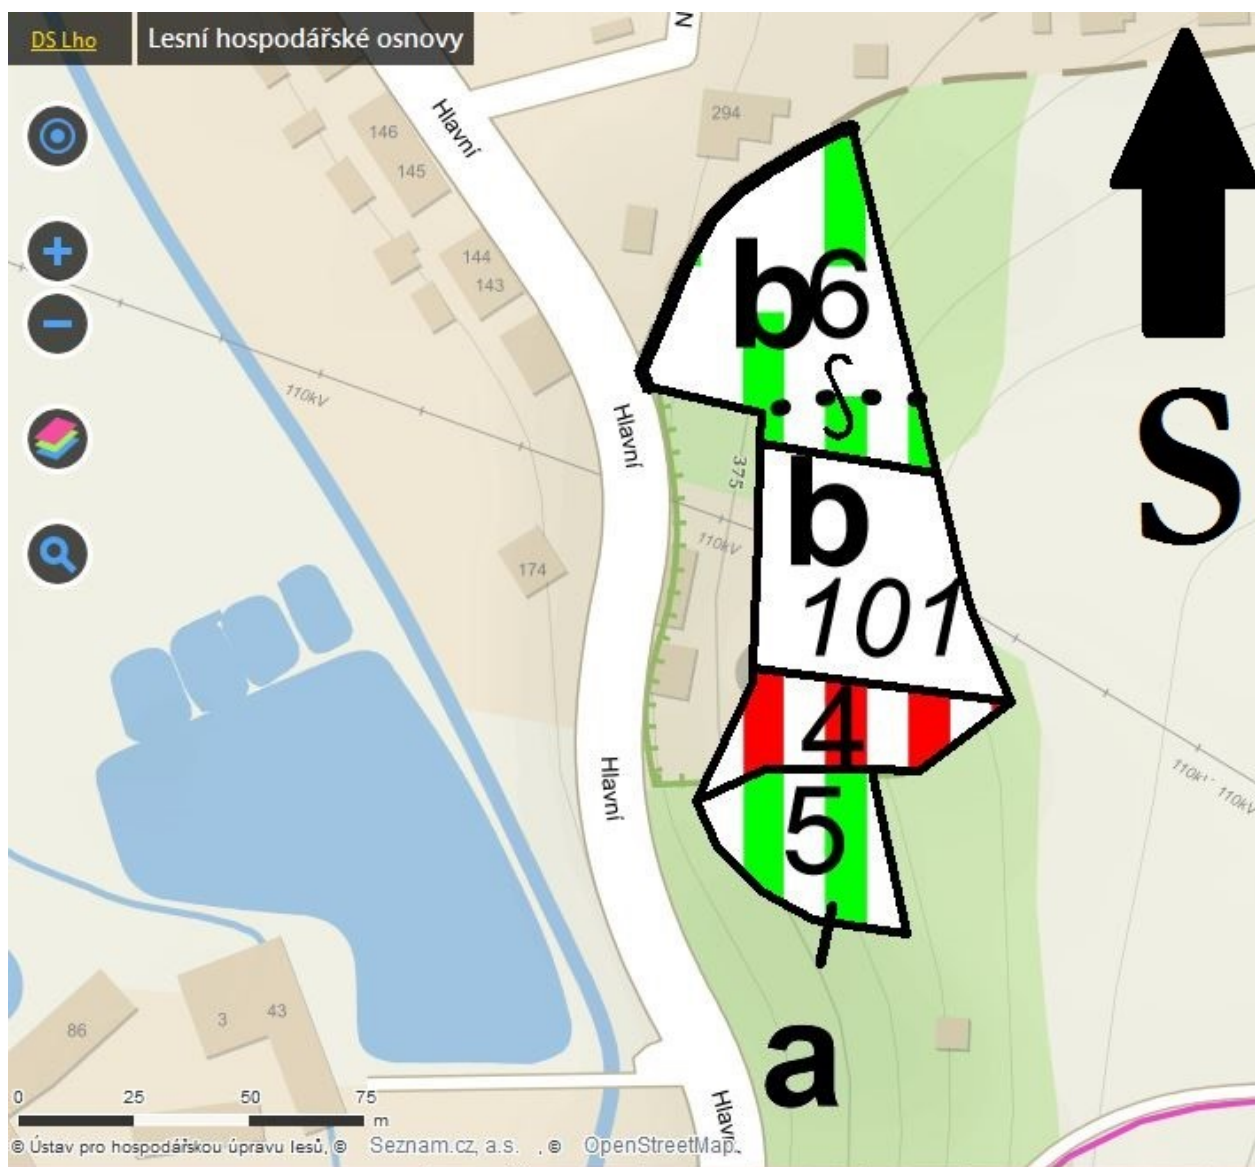 DS Lho
Lesní hospodářské osnovy
N
Hlavní
294
146
145
144
143
b6
110kV
Hlavní
375
b
110kV
101
174
4
5
Hlavní
110kV
110kV
S
a
86
3
43
Hlavní
0 25 50 75
m
© Ústav pro hospodářskou úpravu lesů, © Seznam.cz, a.s. , © OpenStreetMap.